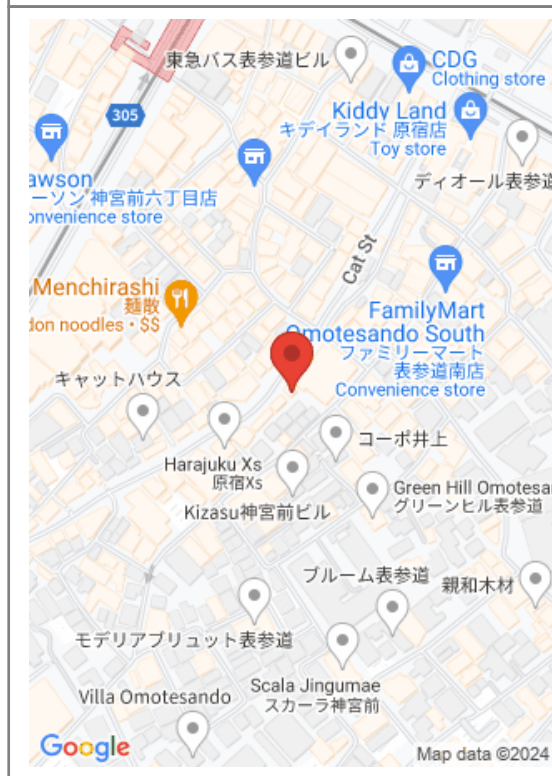 東急バス表参道ビル
CDG
Clothing store
305
Kiddy Land
キデイランド 原宿店
Toy store
awson
ーソン 神宮前六丁目店
onvenience store
ディオール表参道
Cat St
Menchirashi
麺散
don noodles・$$
FamilyMart
Omotesando South
ファミリーマート
表参道南店
Convenience store
キャットハウス
コーポ井上
Harajuku Xs
原宿Xs
Green Hill Omotesan
グリーンヒル表参道
Kizasu神宮前ビル
ブルーム表参道
親和木材
モデリアブリュット表参道
Scala Jingumae
スカーラ神宮前
Villa Omotesando
Google
Map data ©2024